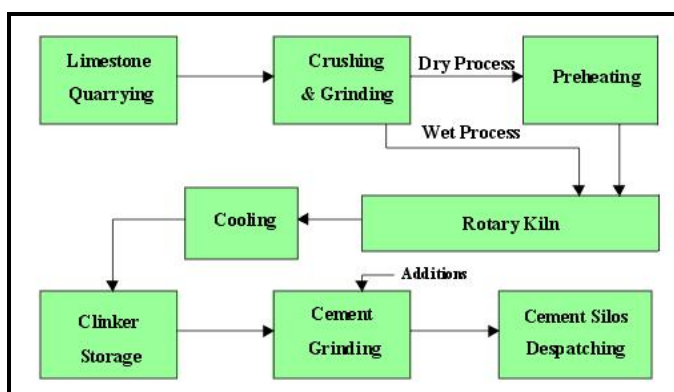 Limestone
Quarrying
Crushing
& Grinding
Dry Process
Preheating
Wet Process
Cooling
Rotary Kiln
Additions
Clinker
Storage
Cement
Grinding
Cement Silos
Despatching